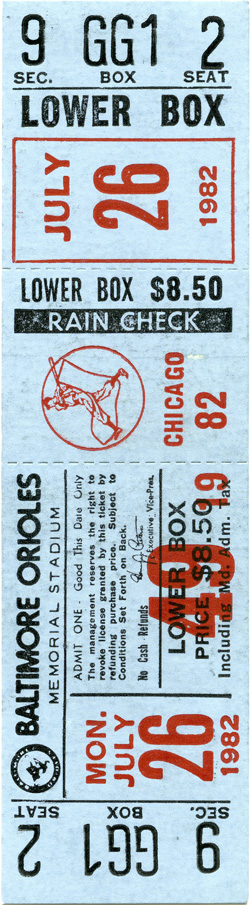 9 GG1 2
SEC. BOX SEAT
LOWER BOX
JULY
26
1982
LOWER BOX $8.50
RAIN CHECK
CHICAGO
82
BALTIMORE ORIOLES
MEMORIAL STADIUM
ADMIT ONE - Good This Date Only
The management reserves the right to
revoke license granted by this ticket by
refunding purchase price. Subject to
Conditions Set Forth on Back.
Executive Vice-Pres.
No Cash - Refunds
49
LOWER BOX
PRICE $8.50
Including Md. Adm. Tax
9
MON.
JULY
26
1982
SEC. BOX SEAT
9 GG1 2